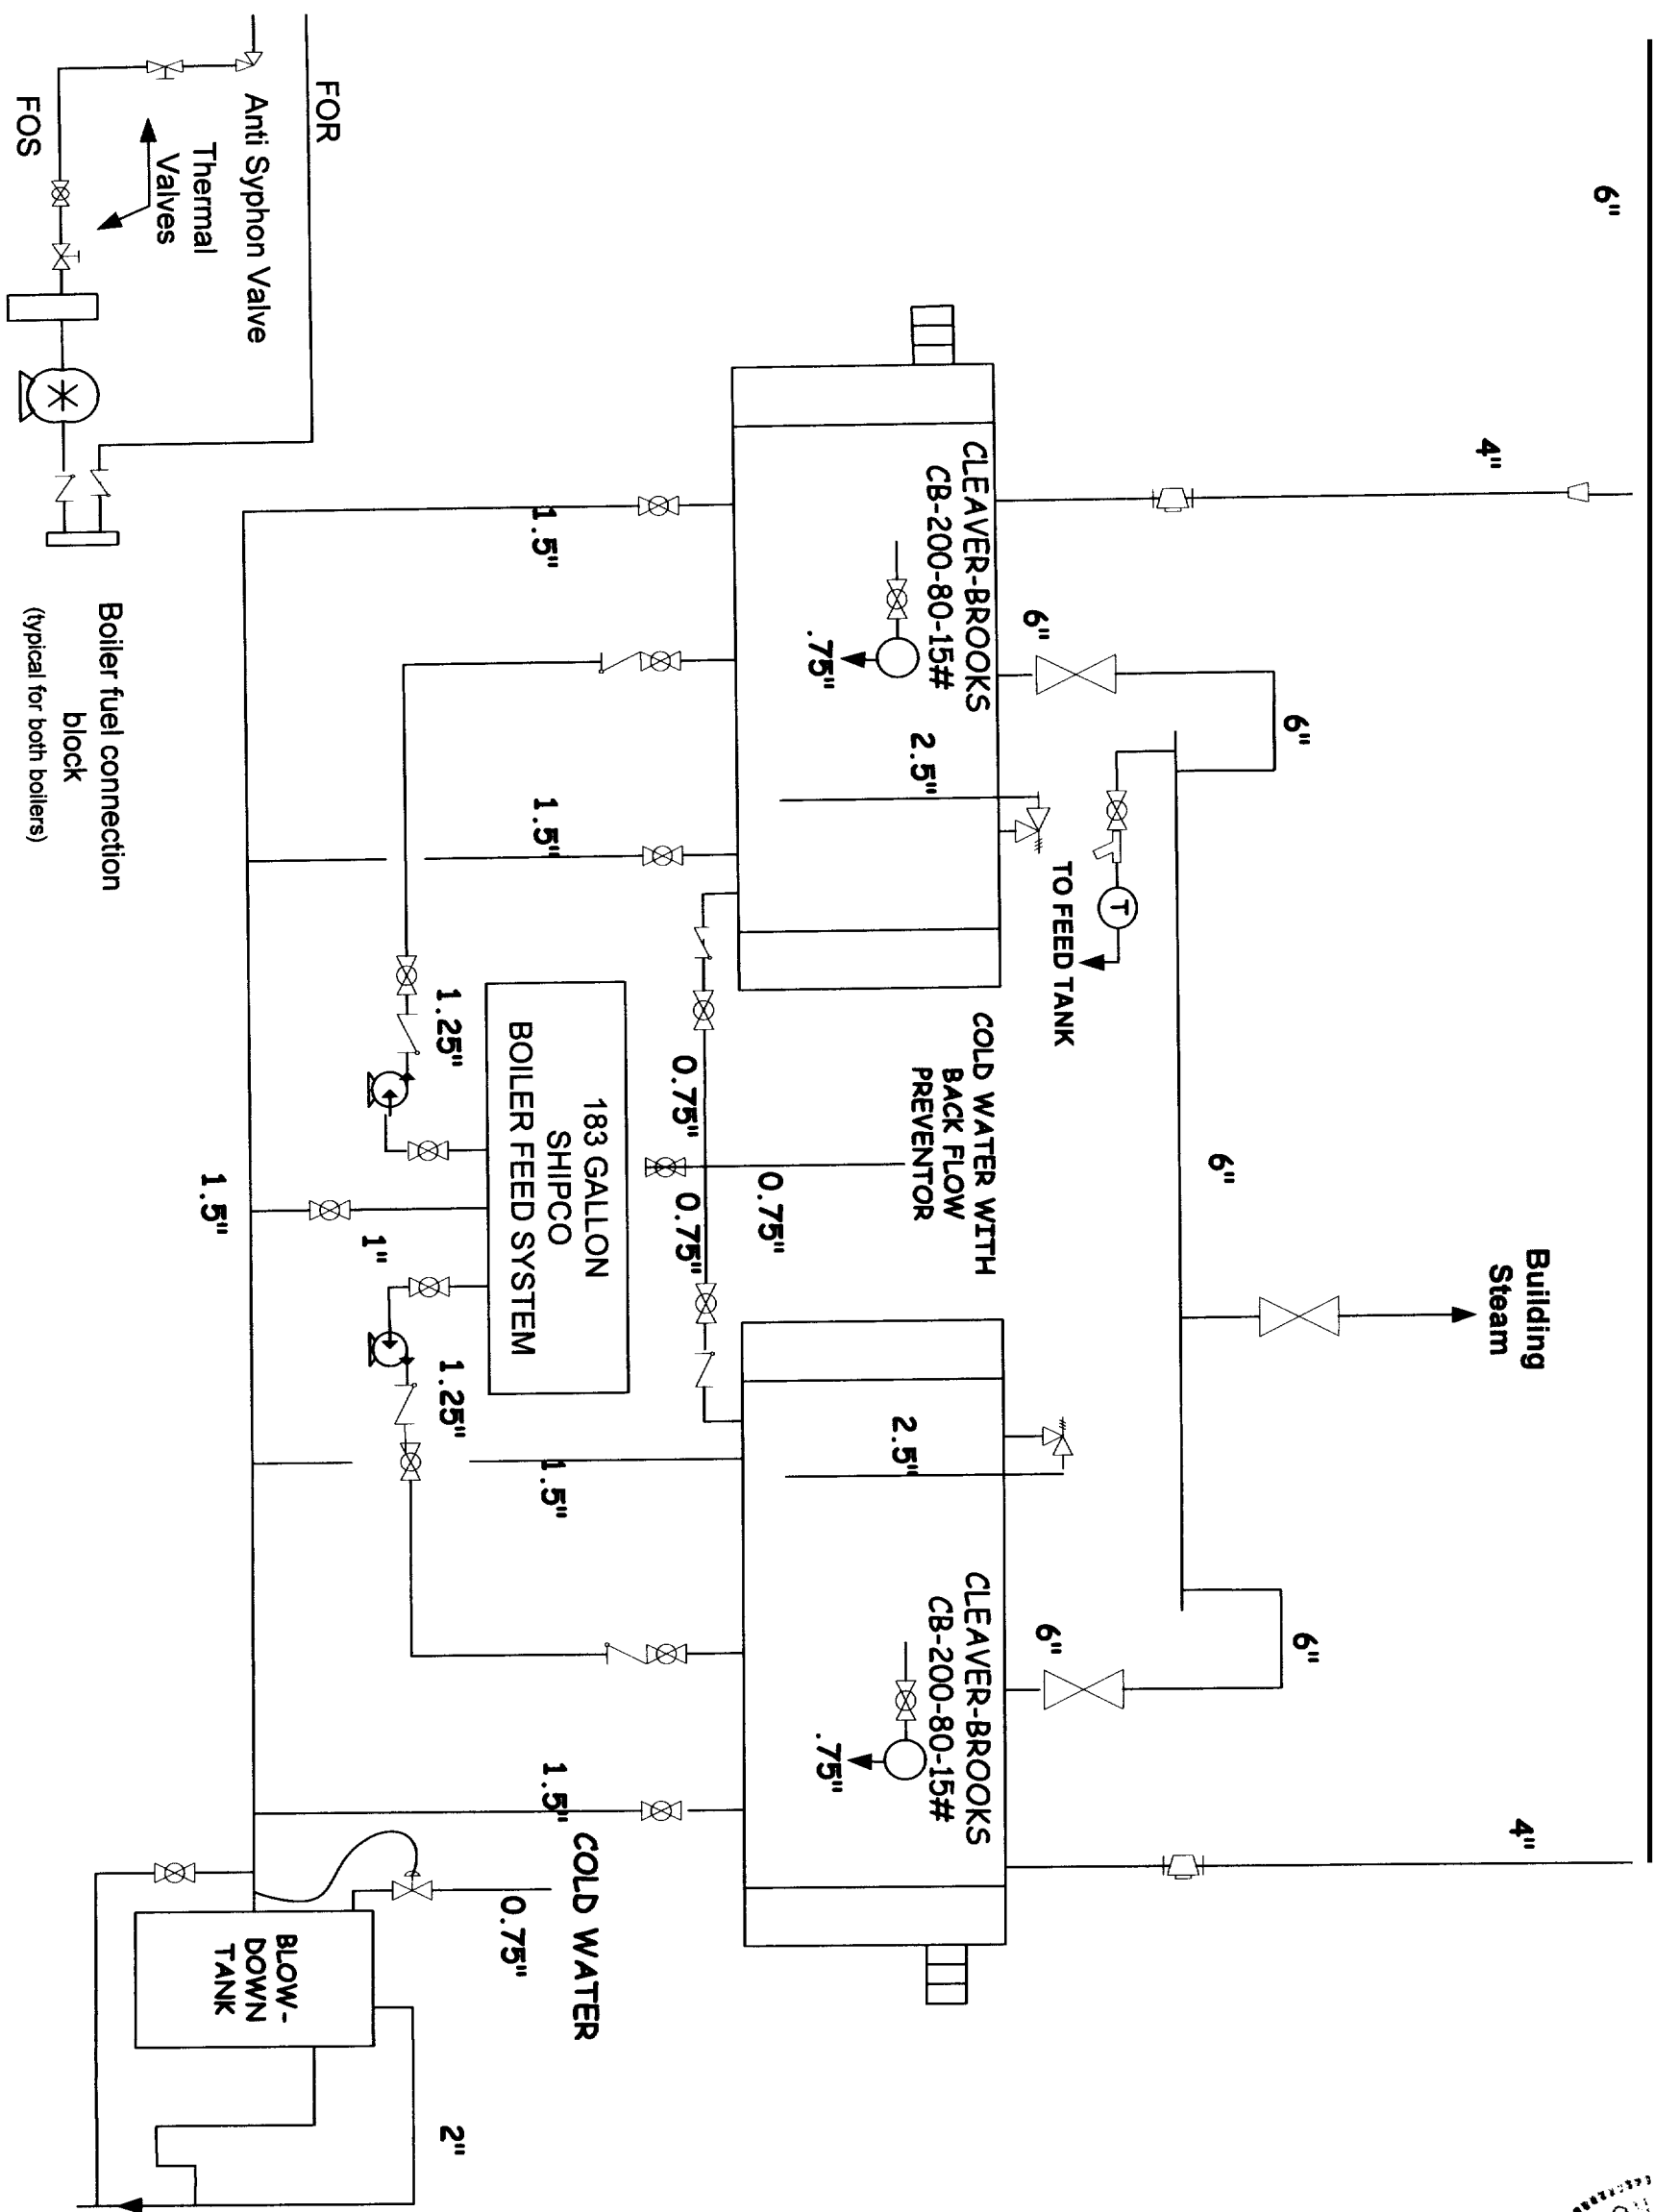 6"
4"
4"
Building
Steam
6"
6"
6"
6"
6"
TO FEED TANK
CLEAVER-BROOKS
CB-200-80-15#
2.5"
.75"
T
COLD WATER WITH
BACK FLOW
PREVENTOR
0.75"
0.75"
0.75"
CLEAVER-BROOKS
CB-200-80-15#
2.5"
.75"
1.5"
1.5"
1.5"
1.5"
183 GALLON
SHIPCO
BOILER FEED SYSTEM
1.25"
1.25"
1"
1.5"
COLD WATER
0.75"
BLOW-
DOWN
TANK
2"
FOR
Anti Syphon Valve
Thermal
Valves
FOS
Boiler fuel connection
block
(typical for both boilers)